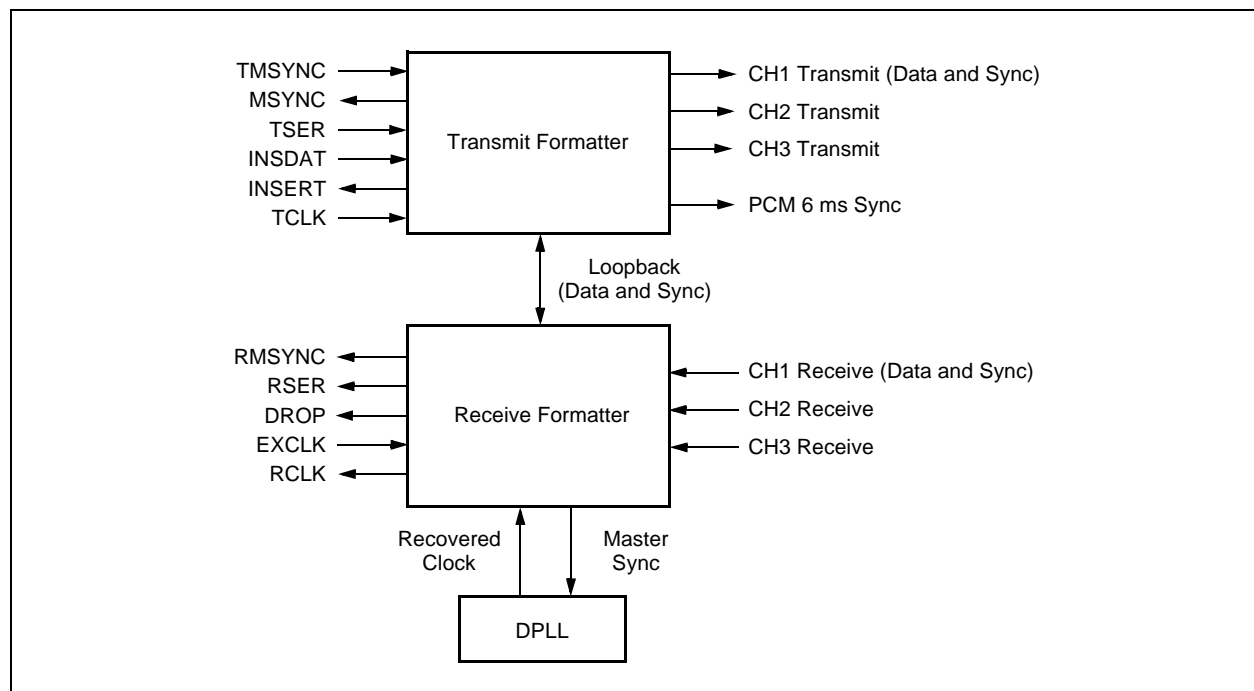 TMSYNC
MSYNC
TSER
INSDAT
INSERT
TCLK
Transmit Formatter
CH1 Transmit (Data and Sync)
CH2 Transmit
CH3 Transmit
PCM 6 ms Sync
Loopback
(Data and Sync)
RMSYNC
RSER
DROP
EXCLK
RCLK
Receive Formatter
CH1 Receive (Data and Sync)
CH2 Receive
CH3 Receive
Recovered
Clock
Master
Sync
DPLL